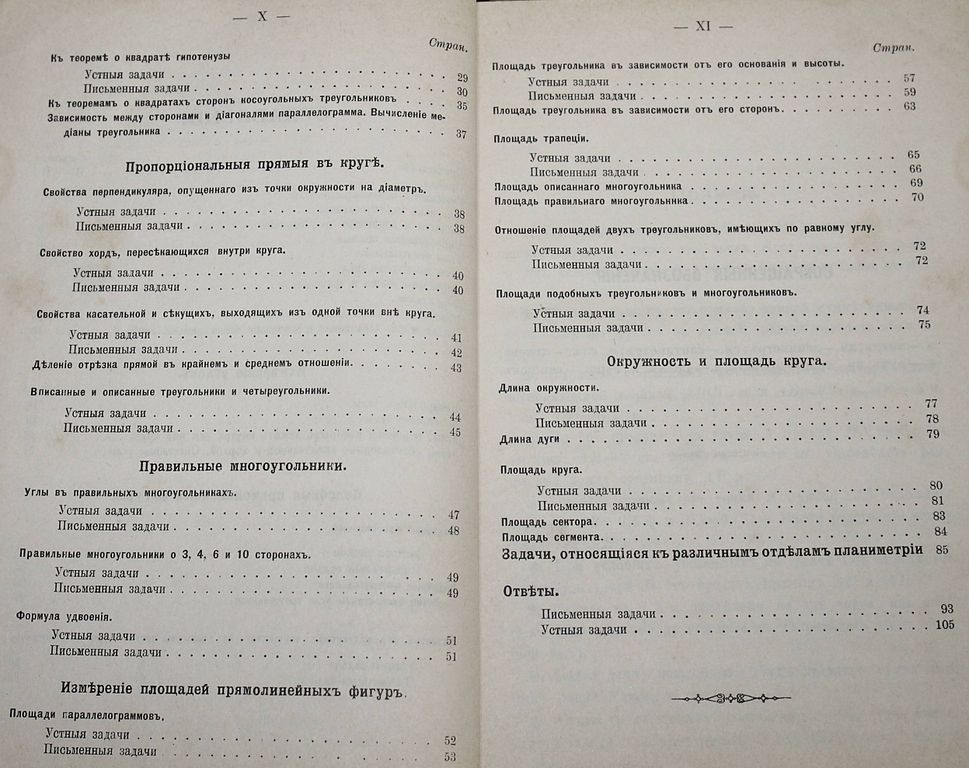 — X —
Стран.
Къ теоремѣ о квадратѣ гипотенузы
Устныя задачи . . . . . . . . . . . . . . . . . . . . 29
Письменныя задачи . . . . . . . . . . . . . . . . . . 30
Къ теоремамъ о квадратахъ сторонъ косоугольныхъ треугольниковъ . . . . 35
Зависимость между сторонами и діагоналями параллелограмма. Вычисленіе ме-
діаны треугольника . . . . . . . . . . . . . . . . . . 37
Пропорціональныя прямыя въ кругѣ.
Свойства перпендикуляра, опущеннаго изъ точки окружности на діаметръ.
Устныя задачи . . . . . . . . . . . . . . . . . . . . 38
Письменныя задачи . . . . . . . . . . . . . . . . . . 38
Свойство хордъ, пересѣкающихся внутри круга.
Устныя задачи . . . . . . . . . . . . . . . . . . . . 40
Письменныя задачи . . . . . . . . . . . . . . . . . . 40
Свойства касательной и сѣкущихъ, выходящихъ изъ одной точки внѣ круга.
Устныя задачи . . . . . . . . . . . . . . . . . . . . 41
Письменныя задачи . . . . . . . . . . . . . . . . . . 42
Дѣленіе отрѣзка прямой въ крайнемъ и среднемъ отношеніи. . . . . . . . 43
Вписанные и описанные треугольники и четыреугольники.
Устныя задачи . . . . . . . . . . . . . . . . . . . . 44
Письменныя задачи . . . . . . . . . . . . . . . . . . 45
Правильные многоугольники.
Углы въ правильныхъ многоугольникахъ.
Устныя задачи . . . . . . . . . . . . . . . . . . . . 47
Письменныя задачи . . . . . . . . . . . . . . . . . . 48
Правильные многоугольники о 3, 4, 6 и 10 сторонахъ.
Устныя задачи . . . . . . . . . . . . . . . . . . . . 49
Письменныя задачи . . . . . . . . . . . . . . . . . . 49
Формула удвоенія.
Устныя задачи . . . . . . . . . . . . . . . . . . . . 51
Письменныя задачи . . . . . . . . . . . . . . . . . . 51
Измѣреніе площадей прямолинейныхъ фигуръ.
Площади параллелограммовъ.
Устныя задачи . . . . . . . . . . . . . . . . . . . . 52
Письменныя задачи . . . . . . . . . . . . . . . . . . 53
— XI —
Стран.
Площадь треугольника въ зависимости отъ его основанія и высоты.
Устныя задачи . . . . . . . . . . . . . . . . . . . . 57
Письменныя задачи . . . . . . . . . . . . . . . . . . 59
Площадь треугольника въ зависимости отъ его сторонъ. . . . . . . . . . 63
Площадь трапеціи.
Устныя задачи . . . . . . . . . . . . . . . . . . . . 65
Письменныя задачи . . . . . . . . . . . . . . . . . . 66
Площадь описаннаго многоугольника . . . . . . . . . . . . . . . . 69
Площадь правильнаго многоугольника. . . . . . . . . . . . . . . . 70
Отношеніе площадей двухъ треугольниковъ, имѣющихъ по равному углу.
Устныя задачи . . . . . . . . . . . . . . . . . . . . 72
Письменныя задачи . . . . . . . . . . . . . . . . . . 72
Площади подобныхъ треугольниковъ и многоугольниковъ.
Устныя задачи . . . . . . . . . . . . . . . . . . . . 74
Письменныя задачи . . . . . . . . . . . . . . . . . . 75
Окружность и площадь круга.
Длина окружности.
Устныя задачи . . . . . . . . . . . . . . . . . . . . 77
Письменныя задачи . . . . . . . . . . . . . . . . . . 78
Длина дуги . . . . . . . . . . . . . . . . . . . . . . . . 79
Площадь круга.
Устныя задачи . . . . . . . . . . . . . . . . . . . . 80
Письменныя задачи . . . . . . . . . . . . . . . . . . 81
Площадь сектора. . . . . . . . . . . . . . . . . . . . . . 83
Площадь сегмента. . . . . . . . . . . . . . . . . . . . . 84
Задачи, относящіяся къ различнымъ отдѣламъ планиметріи 85
Отвѣты.
Письменныя задачи . . . . . . . . . . . . . . . . . . 93
Устныя задачи . . . . . . . . . . . . . . . . . . . . 105